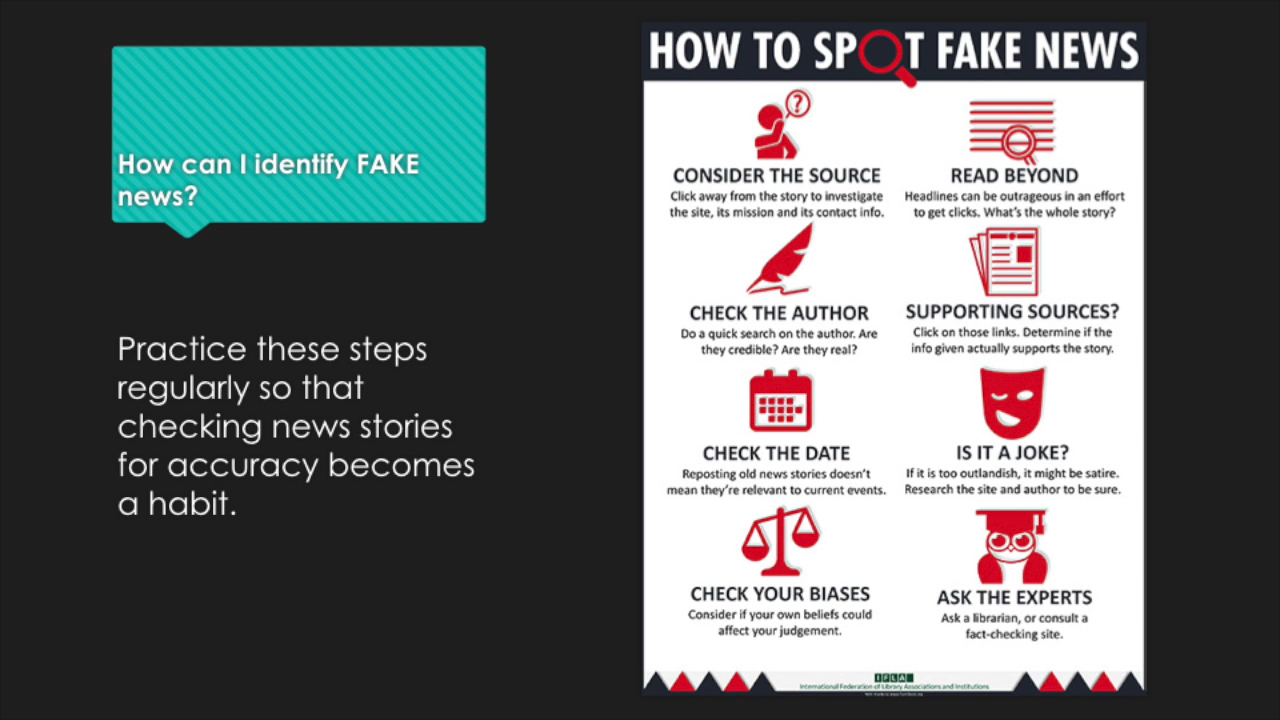 How can I identify FAKE
news?
Practice these steps
regularly so that
checking news stories
for accuracy becomes
a habit.
HOW TO SPOT FAKE NEWS
?
CONSIDER THE SOURCE
Click away from the story to investigate
the site, its mission and its contact info.
READ BEYOND
Headlines can be outrageous in an effort
to get clicks. What's the whole story?
CHECK THE AUTHOR
Do a quick search on the author. Are
they credible? Are they real?
SUPPORTING SOURCES?
Click on those links. Determine if the
info given actually supports the story.
CHECK THE DATE
Reposting old news stories doesn't
mean they're relevant to current events.
IS IT A JOKE?
If it is too outlandish, it might be satire.
Research the site and author to be sure.
CHECK YOUR BIASES
Consider if your own beliefs could
affect your judgement.
ASK THE EXPERTS
Ask a librarian, or consult a
fact-checking site.
IFLA
International Federation of Library Associations and Institutions